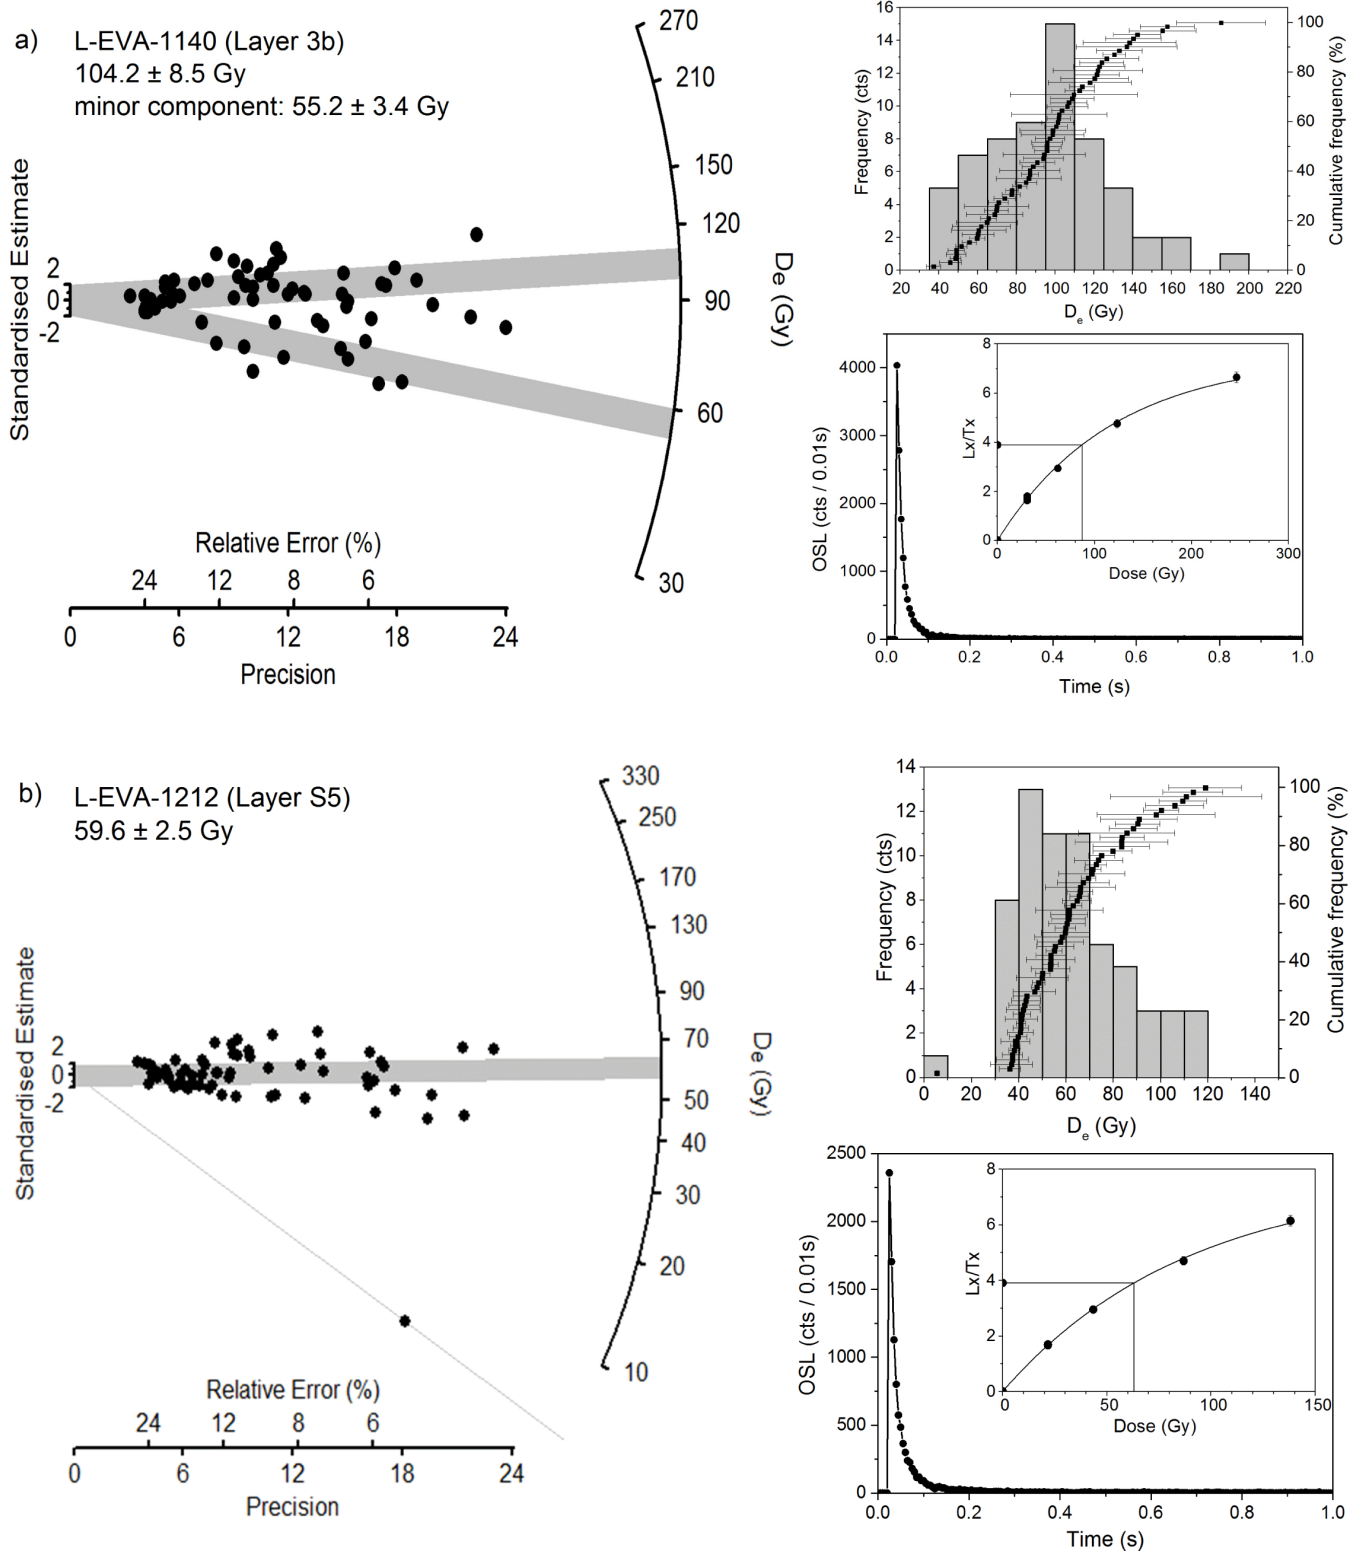 a)
L-EVA-1140 (Layer 3b)
104.2 ± 8.5 Gy
minor component: 55.2 ± 3.4 Gy
Standardised Estimate
2
0
-2
270
210
150
120
90
60
30
De (Gy)
Relative Error (%)
24 12 8 6
0 6 12 18 24
Precision
Frequency (cts)
16
14
12
10
8
6
4
2
0
20 40 60 80 100 120 140 160 180 200 220
De (Gy)
100
80
60
40
20
0
Cumulative frequency (%)
OSL (cts / 0.01s)
4000
3000
2000
1000
0
0.0 0.2 0.4 0.6 0.8 1.0
Time (s)
Lx/Tx
8
6
4
2
0
0 100 200 300
Dose (Gy)
b)
L-EVA-1212 (Layer S5)
59.6 ± 2.5 Gy
Standardised Estimate
2
0
-2
330
250
170
130
90
70
50
40
30
20
10
De (Gy)
Relative Error (%)
24 12 8 6
0 6 12 18 24
Precision
Frequency (cts)
14
12
10
8
6
4
2
0
0 20 40 60 80 100 120 140
De (Gy)
100
80
60
40
20
0
Cumulative frequency (%)
OSL (cts / 0.01s)
2500
2000
1500
1000
500
0
0.0 0.2 0.4 0.6 0.8 1.0
Time (s)
Lx/Tx
8
6
4
2
0
0 50 100 150
Dose (Gy)